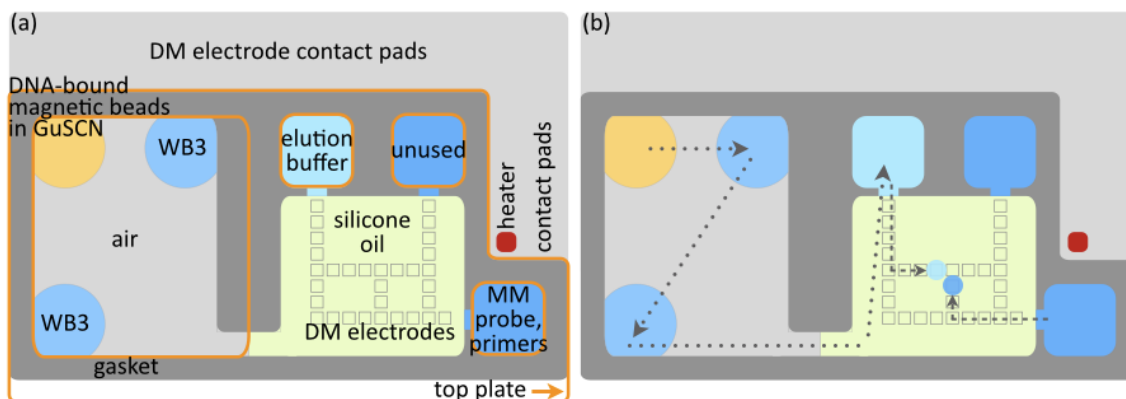 (a)
(b)
DM electrode contact pads
DNA-bound
magnetic beads
in GuSCN
WB3
elution
buffer
unused
heater
contact pads
silicone
oil
air
WB3
MM
probe,
primers
DM electrodes
gasket
top plate